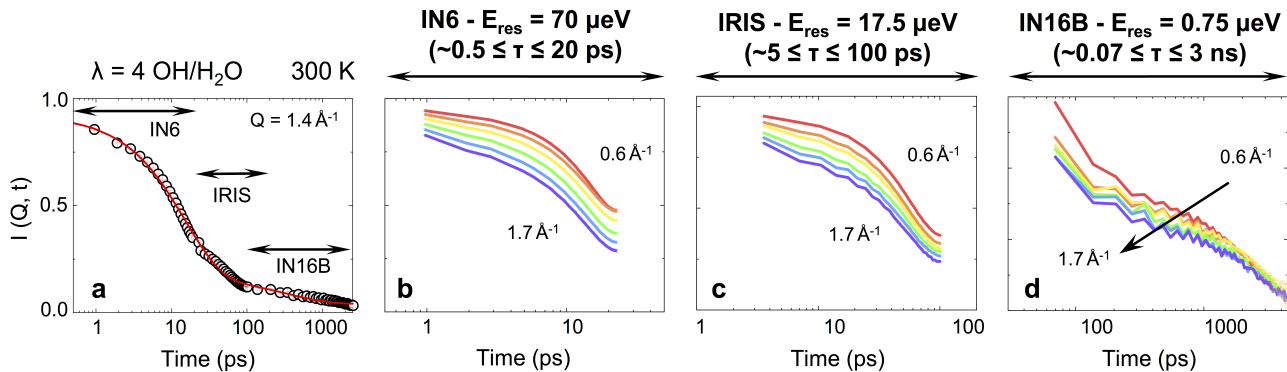 IN6 - E_res = 70 µeV
(~0.5 ≤ τ ≤ 20 ps)
IRIS - E_res = 17.5 µeV
(~5 ≤ τ ≤ 100 ps)
IN16B - E_res = 0.75 µeV
(~0.07 ≤ τ ≤ 3 ns)
λ = 4 OH/H₂O 300 K
I (Q, t)
1.0
0.5
0.0
IN6
Q = 1.4 Å⁻¹
IRIS
IN16B
a
1 10 100 1000
Time (ps)
b
0.6 Å⁻¹
1.7 Å⁻¹
1 10
Time (ps)
c
0.6 Å⁻¹
1.7 Å⁻¹
1 10 100
Time (ps)
d
0.6 Å⁻¹
1.7 Å⁻¹
100 1000
Time (ps)